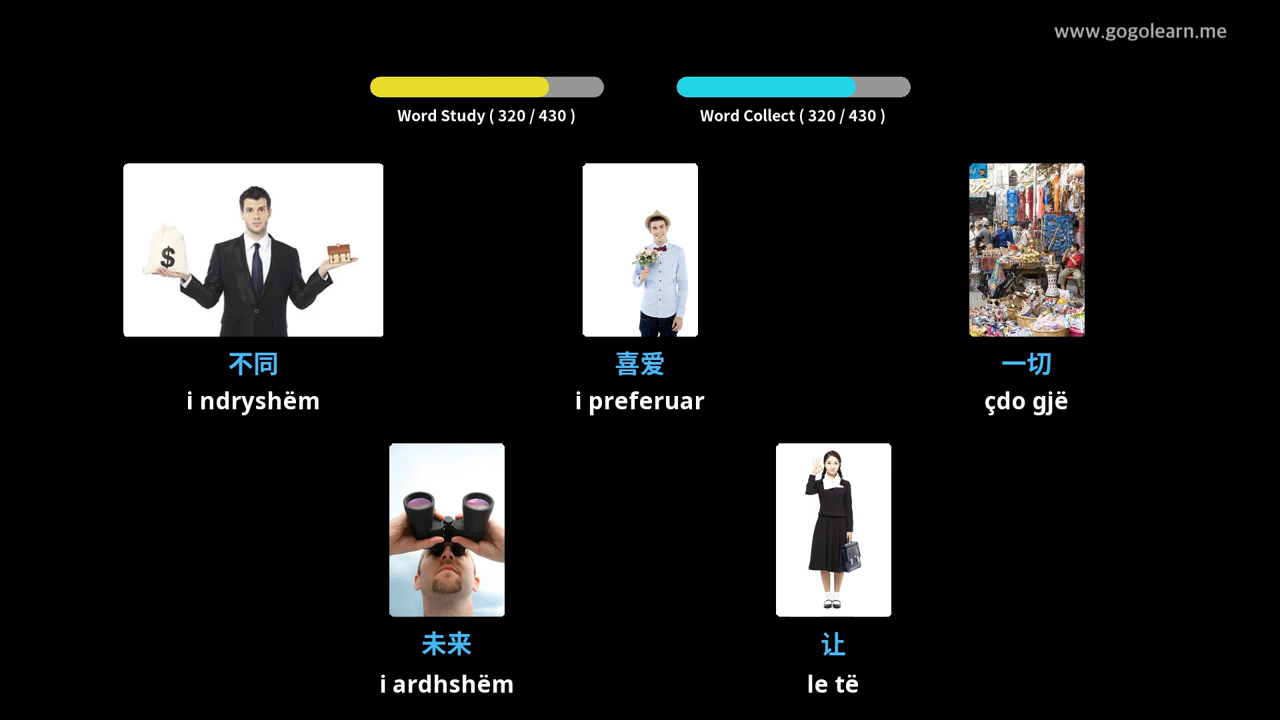 www.gogolearn.me
Word Study ( 320 / 430 )
Word Collect ( 320 / 430 )
$
不同
i ndryshëm
喜爱
i preferuar
一切
çdo gjë
未来
i ardhshëm
让
le të